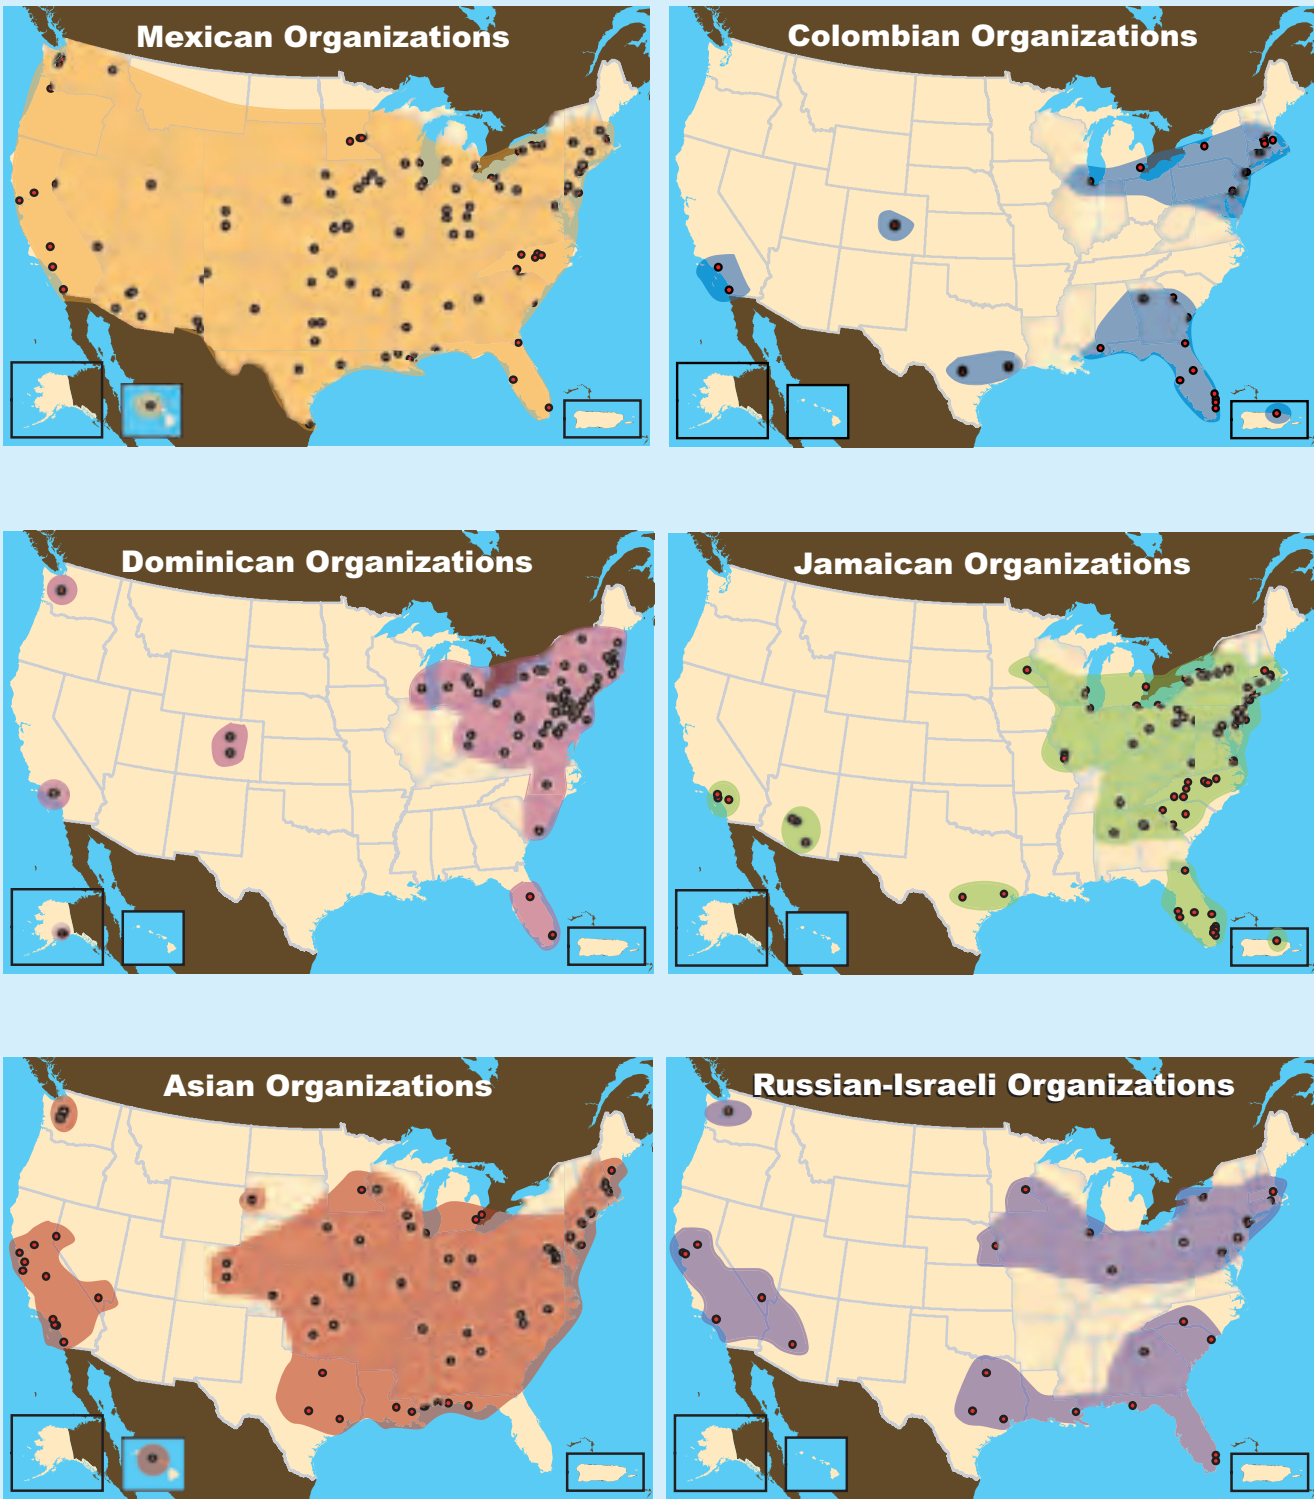 Mexican Organizations
Colombian Organizations
Dominican Organizations
Jamaican Organizations
Asian Organizations
Russian-Israeli Organizations